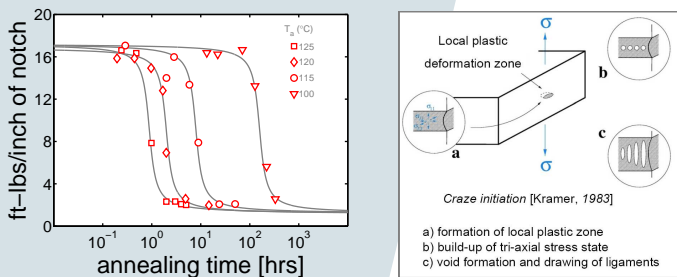 ft–lbs/inch of notch
20
16
12
8
4
0
10⁻¹ 10⁰ 10¹ 10² 10³
annealing time [hrs]
Tₐ (°C)
125
120
115
100
σ
Local plastic
deformation zone
a
b
c
σ
Craze initiation [Kramer, 1983]
a) formation of local plastic zone
b) build-up of tri-axial stress state
c) void formation and drawing of ligaments